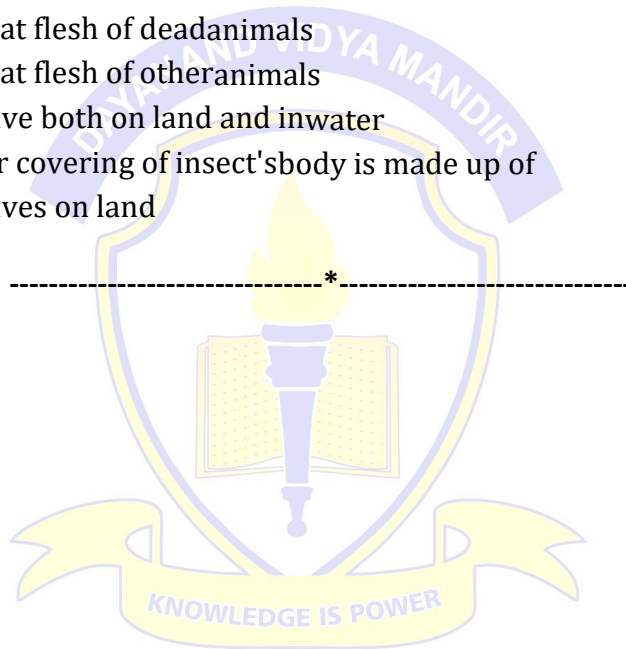 at flesh of deadanimals
at flesh of otheranimals
ve both on land and inwater
r covering of insect'sbody is made up of
ves on land
--------------------------------*------------------------------
DAYANAND VIDYA MANDIR
KNOWLEDGE IS POWER